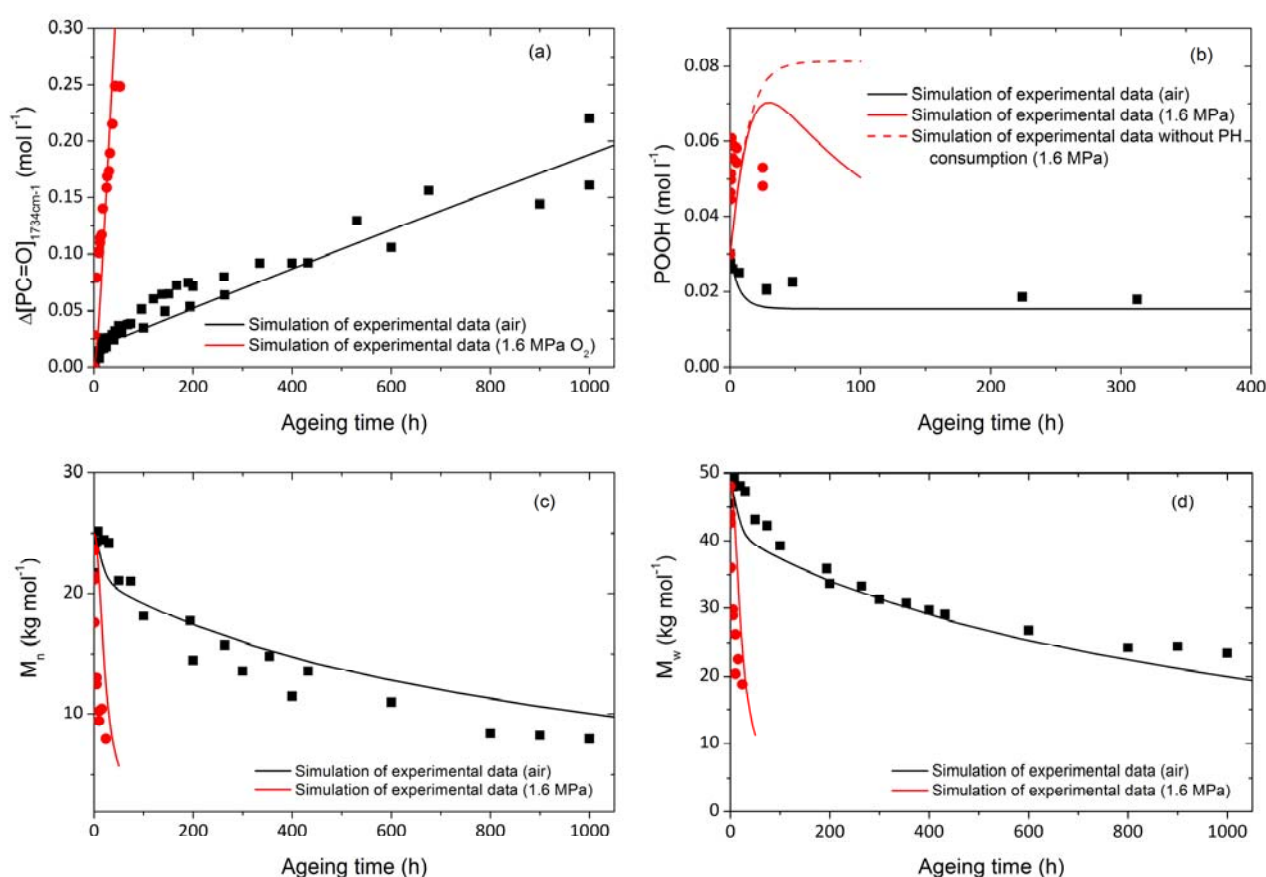 (a)
0.30
0.25
0.20
0.15
0.10
0.05
0.00
Δ[PC=O]1734cm-1 (mol l-1)
Simulation of experimental data (air)
Simulation of experimental data (1.6 MPa O2)
0 200 400 600 800 1000
Ageing time (h)
(b)
0.08
0.06
0.04
0.02
0.00
POOH (mol l-1)
Simulation of experimental data (air)
Simulation of experimental data (1.6 MPa)
Simulation of experimental data without PH
consumption (1.6 MPa)
0 100 200 300 400
Ageing time (h)
(c)
30
20
10
Mn (kg mol-1)
Simulation of experimental data (air)
Simulation of experimental data (1.6 MPa)
0 200 400 600 800 1000
Ageing time (h)
(d)
50
40
30
20
10
0
Mw (kg mol-1)
Simulation of experimental data (air)
Simulation of experimental data (1.6 MPa)
0 200 400 600 800 1000
Ageing time (h)